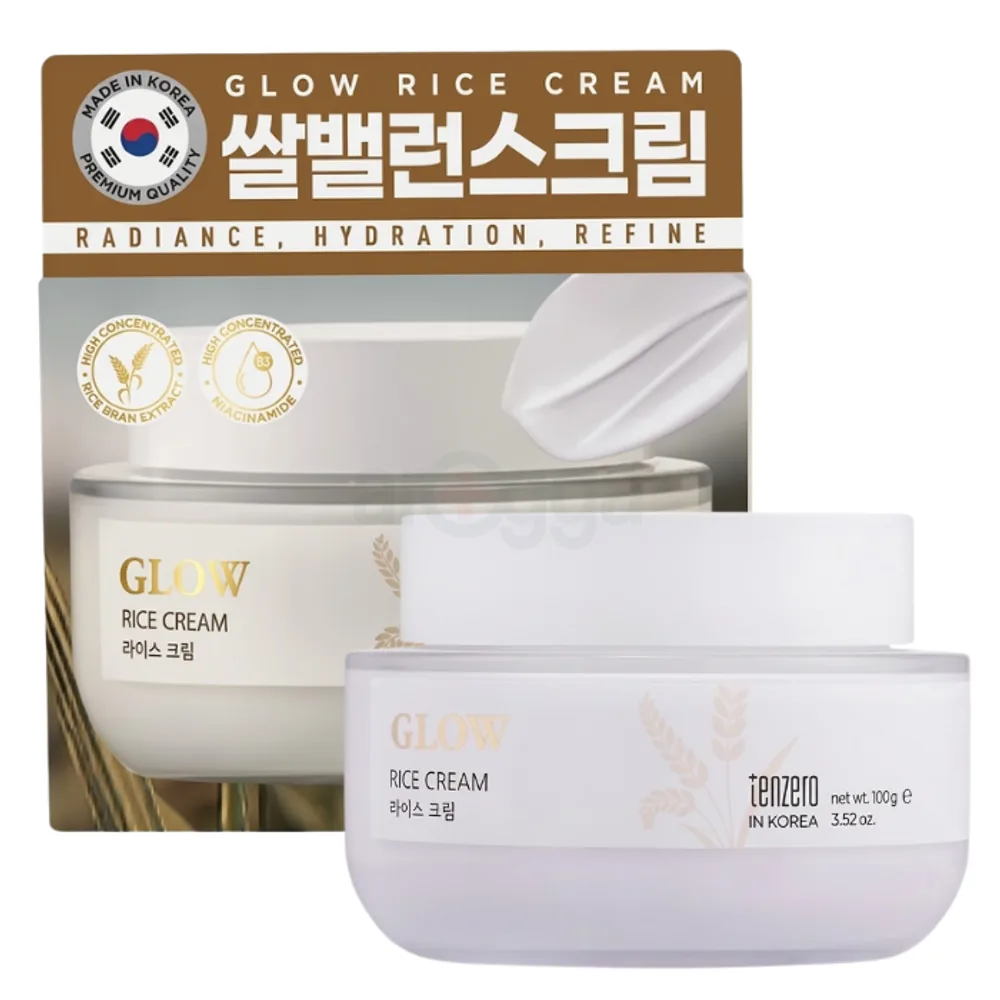 MADE IN KOREA
PREMIUM QUALITY
GLOW RICE CREAM
쌀밸런스크림
RADIANCE, HYDRATION, REFINE
HIGH CONCENTRATED
RICE BRAN EXTRACT
HIGH CONCENTRATED
B3
NIACINAMIDE
arogga
GLOW
RICE CREAM
라이스 크림
GLOW
RICE CREAM
라이스 크림
tenzero
IN KOREA
net wt. 100g ℮
3.52 oz.